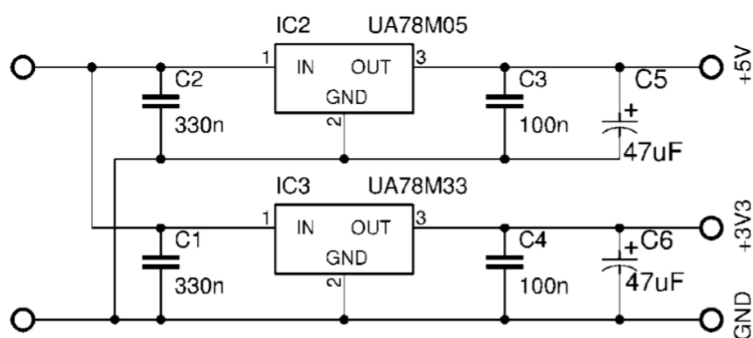 IC2 UA78M05
1 IN OUT 3
GND
2
C2
330n
C3
100n
C5
+
47uF
+5V
IC3 UA78M33
1 IN OUT 3
GND
2
C1
330n
C4
100n
C6
+
47uF
+3V3
GND